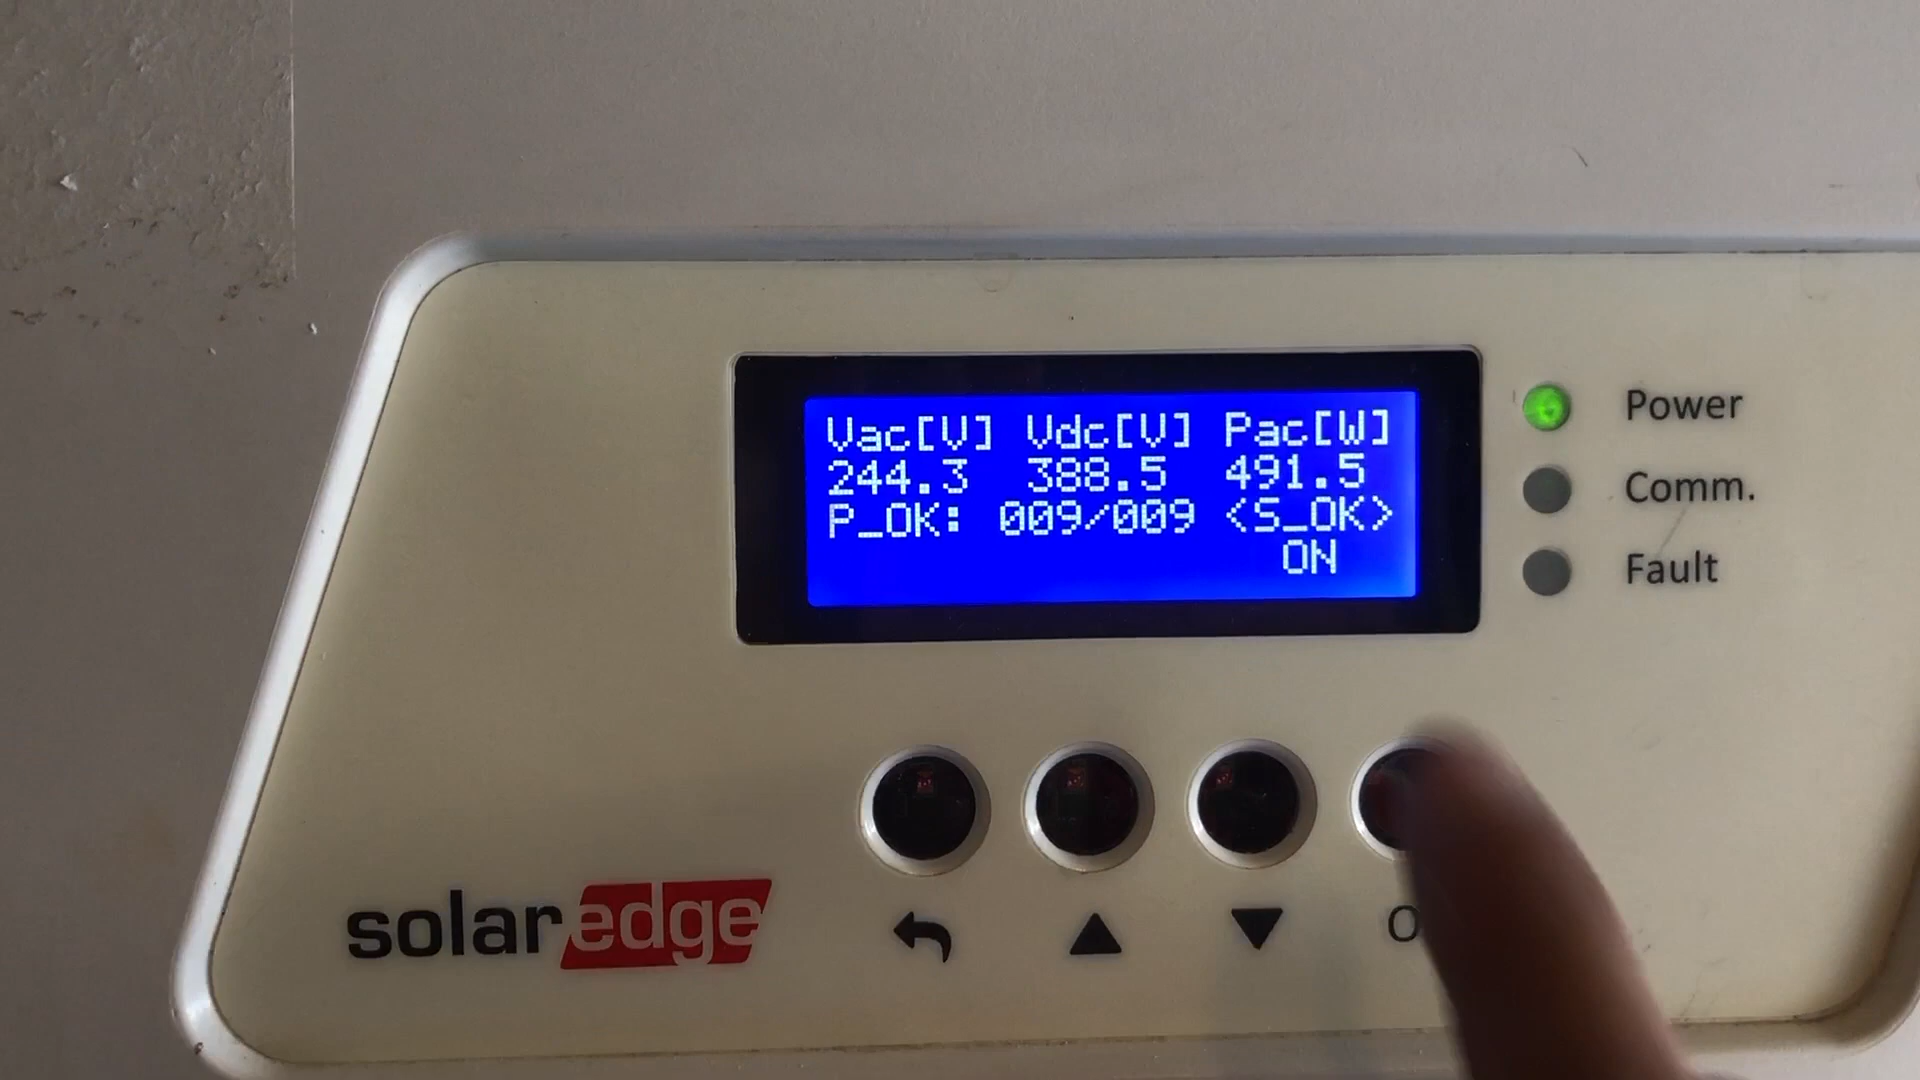 Vac[V] Vdc[V] Pac[W]
244.3 388.5 491.5
P_OK: 009/009 <S_OK>
ON
Power
Comm.
Fault
solaredge